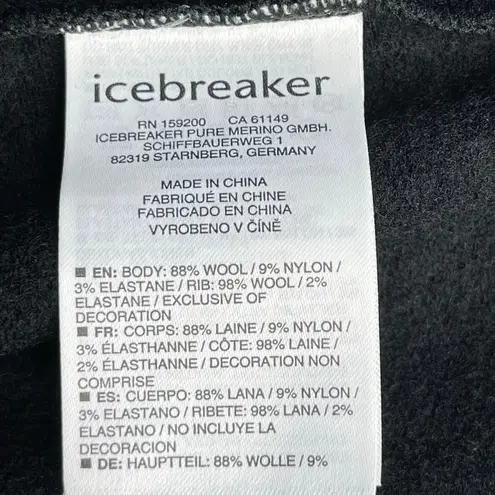 icebreaker
RN 159200 CA 61149
ICEBREAKER PURE MERINO GMBH.
SCHIFFBAUERWEG 1
82319 STARNBERG, GERMANY
MADE IN CHINA
FABRIQUÉ EN CHINE
FABRICADO EN CHINA
VYROBENO V ČÍNĚ
■ EN: BODY: 88% WOOL / 9% NYLON /
3% ELASTANE / RIB: 98% WOOL / 2%
ELASTANE / EXCLUSIVE OF
DECORATION
■ FR: CORPS: 88% LAINE / 9% NYLON /
3% ÉLASTHANNE / CÔTE: 98% LAINE /
2% ÉLASTHANNE / DECORATION NON
COMPRISE
■ ES: CUERPO: 88% LANA / 9% NYLON /
3% ELASTANO / RIBETE: 98% LANA / 2%
ELASTANO / NO INCLUYE LA
DECORACION
■ DE: HAUPTTEIL: 88% WOLLE / 9%